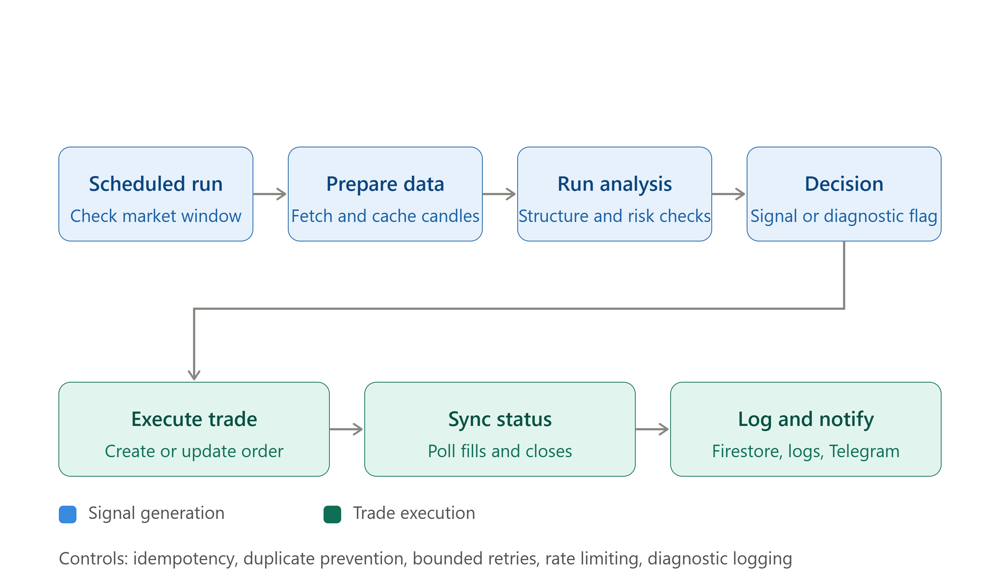 Scheduled run
Check market window
Prepare data
Fetch and cache candles
Run analysis
Structure and risk checks
Decision
Signal or diagnostic flag
Execute trade
Create or update order
Sync status
Poll fills and closes
Log and notify
Firestore, logs, Telegram
Signal generation
Trade execution
Controls: idempotency, duplicate prevention, bounded retries, rate limiting, diagnostic logging